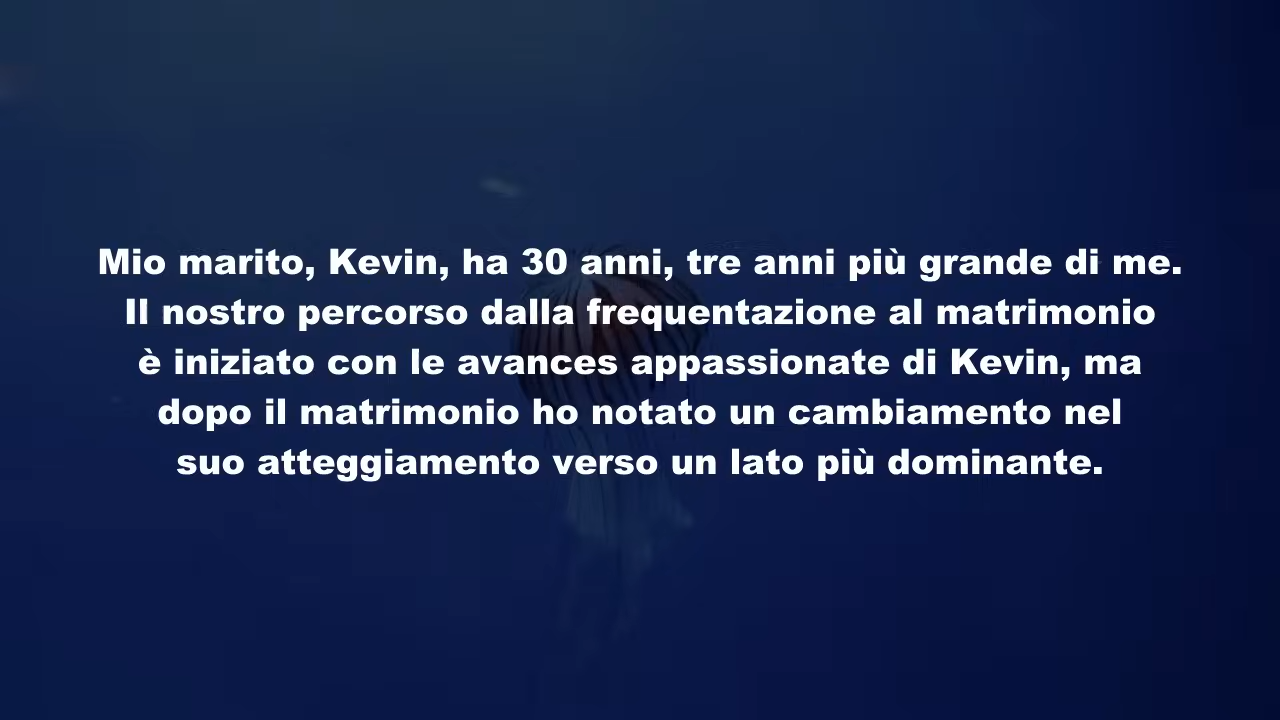 Mio marito, Kevin, ha 30 anni, tre anni più grande di me.
Il nostro percorso dalla frequentazione al matrimonio
è iniziato con le avances appassionate di Kevin, ma
dopo il matrimonio ho notato un cambiamento nel
suo atteggiamento verso un lato più dominante.